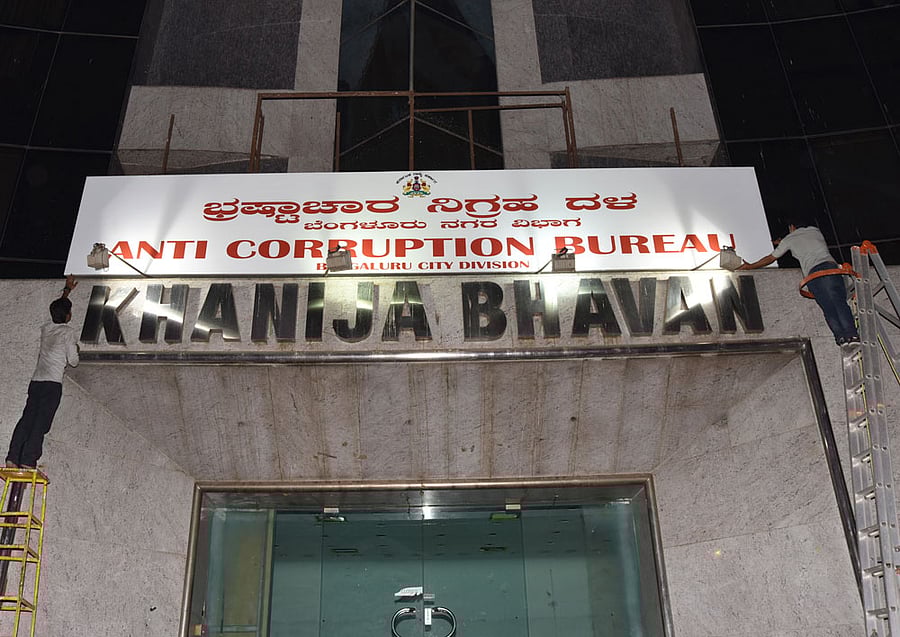 ಭ್ರಷ್ಟಾಚಾರ ನಿಗ್ರಹ ದಳ
ಬೆಂಗಳೂರು ನಗರ ವಿಭಾಗ
ANTI CORRUPTION BUREAU
BENGALURU CITY DIVISION
KHANIJA BHAVAN